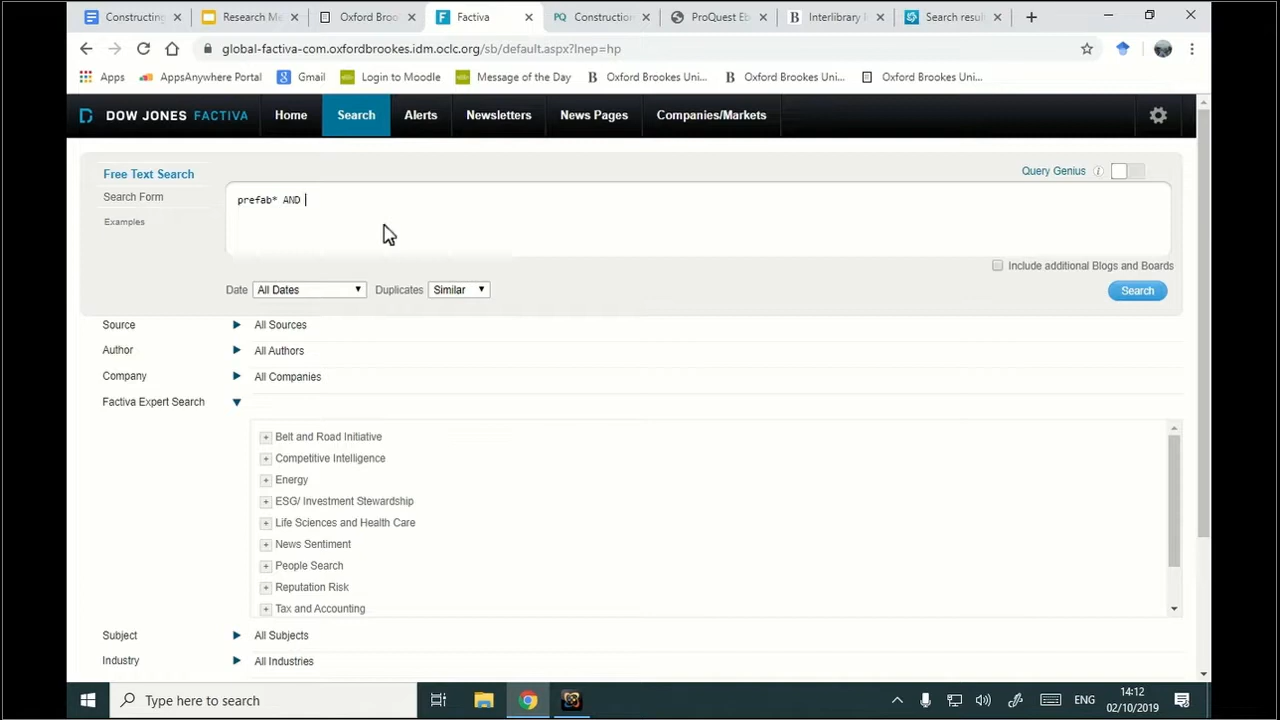 Constructing
Research Me
Oxford Broo
Factiva
PQ Construction
ProQuest Eb
B Interlibrary
Search resul
global-factiva-com.oxfordbrookes.idm.oclc.org/sb/default.aspx?lnep=hp
Apps
AppsAnywhere Portal
Gmail
Login to Moodle
Message of the Day
B Oxford Brookes Uni...
B Oxford Brookes Uni...
Oxford Brookes Uni...
DOW JONES FACTIVA
Home
Search
Alerts
Newsletters
News Pages
Companies/Markets
Free Text Search
Query Genius i
Search Form
prefab* AND
Examples
Include additional Blogs and Boards
Date All Dates Duplicates Similar
Search
Source All Sources
Author All Authors
Company All Companies
Factiva Expert Search
Belt and Road Initiative
Competitive Intelligence
Energy
ESG/ Investment Stewardship
Life Sciences and Health Care
News Sentiment
People Search
Reputation Risk
Tax and Accounting
Subject All Subjects
Industry All Industries
Type here to search
ENG
14:12
02/10/2019